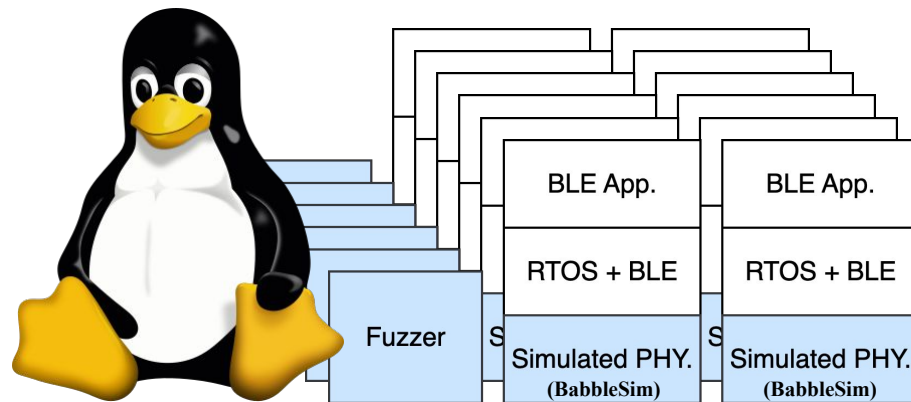 BLE App.
BLE App.
RTOS + BLE
RTOS + BLE
Fuzzer
S
Simulated PHY.
(BabbleSim)
S
Simulated PHY.
(BabbleSim)